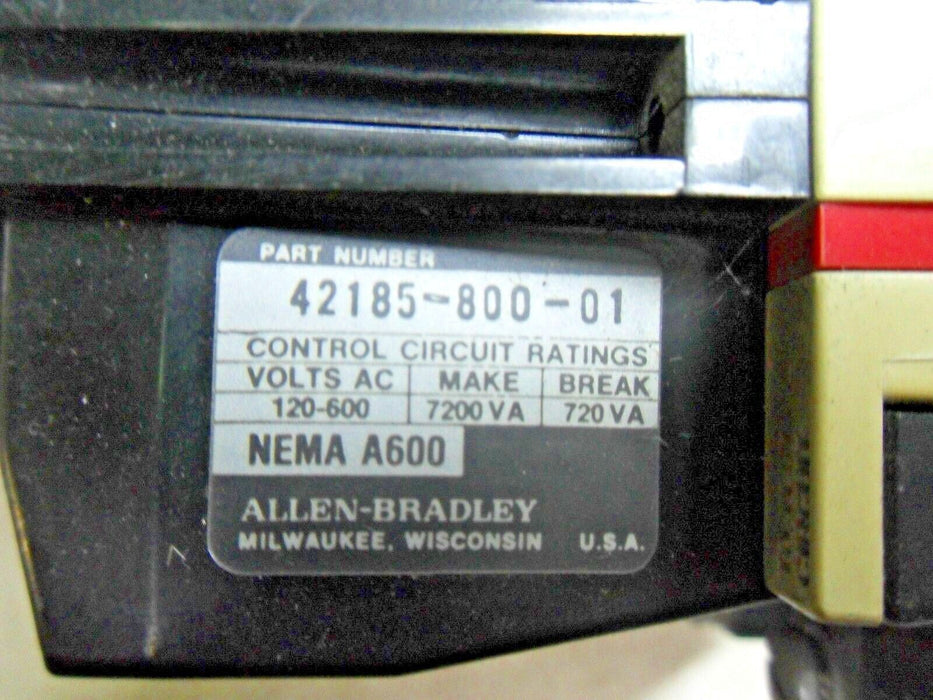 PART NUMBER
42185-800-01
CONTROL CIRCUIT RATINGS
VOLTS AC MAKE BREAK
120-600 7200 VA 720 VA
NEMA A600
ALLEN-BRADLEY
MILWAUKEE, WISCONSIN U.S.A.